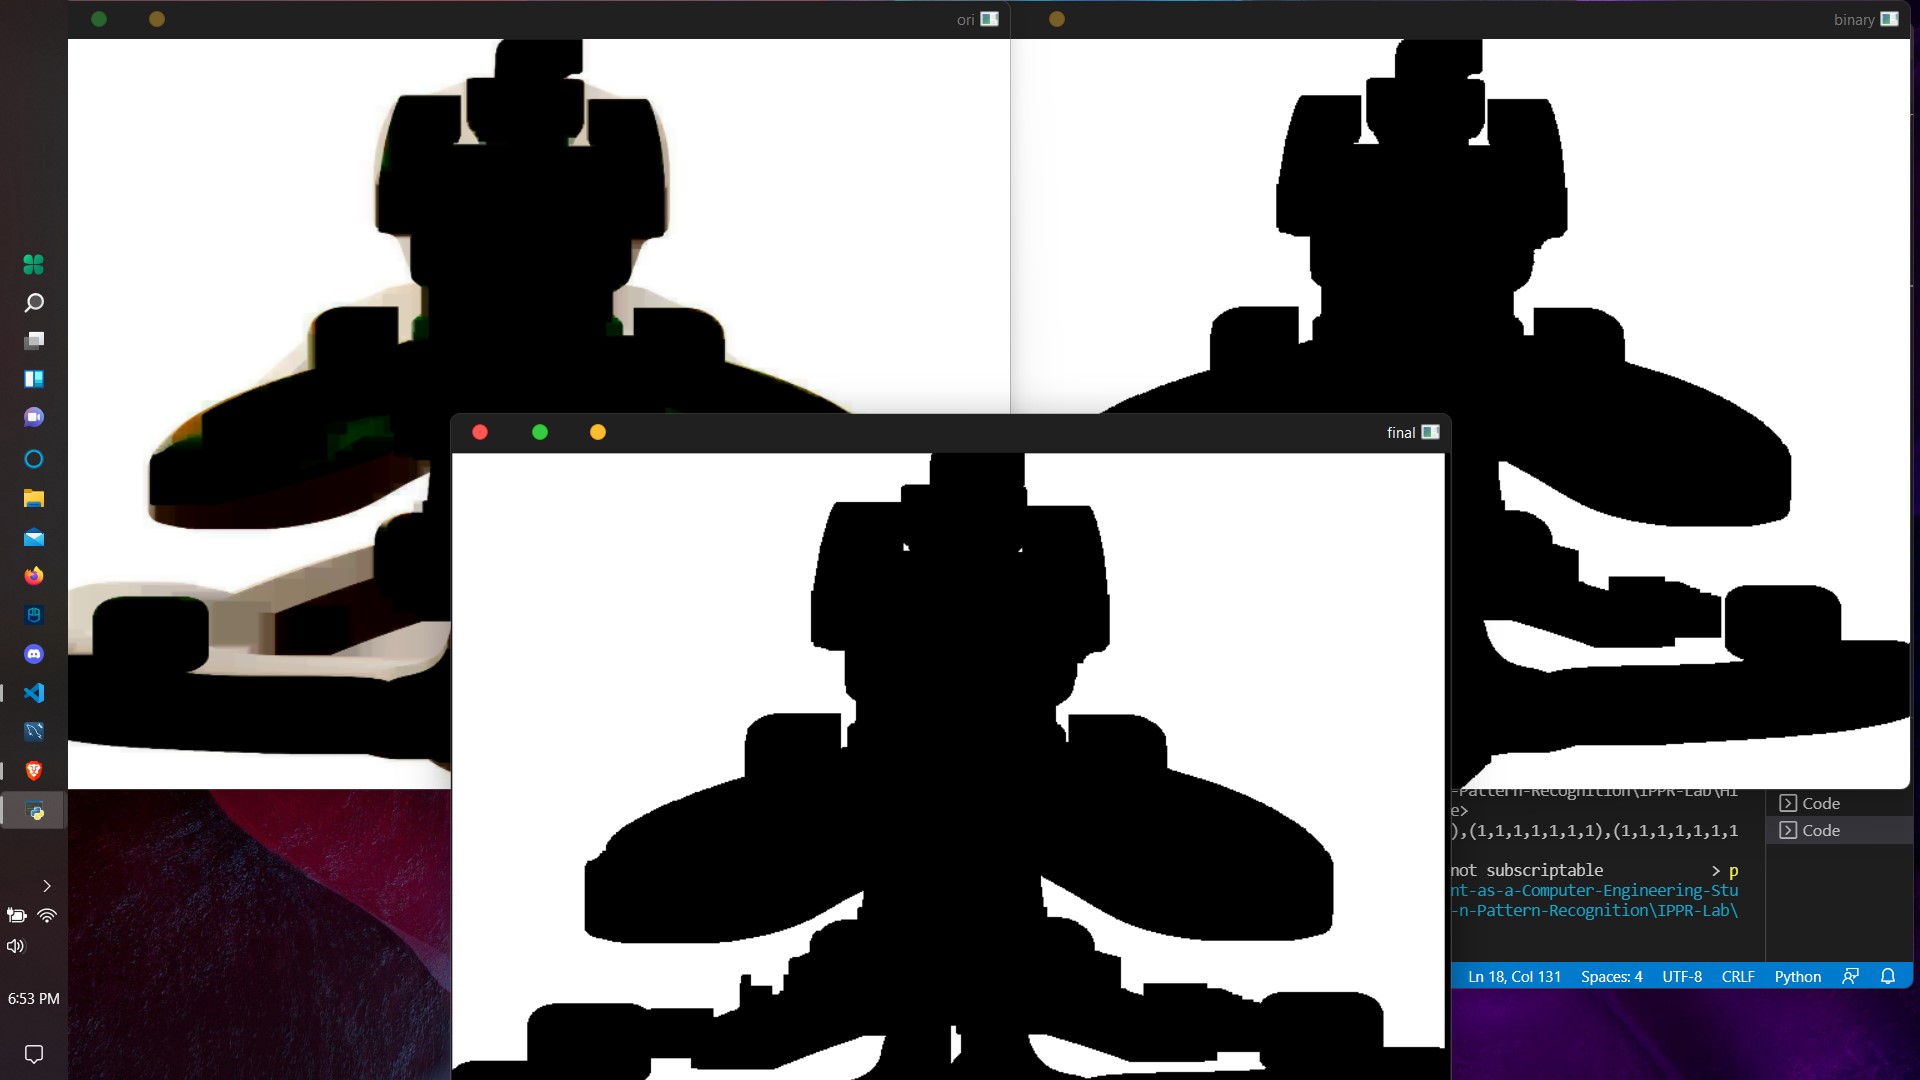 ori
binary
final
-Pattern-Recognition\IPPR-Lab\Hi
e>
),(1,1,1,1,1,1,1),(1,1,1,1,1,1,1
not subscriptable > p
nt-as-a-Computer-Engineering-Stu
-n-Pattern-Recognition\IPPR-Lab\
Code
Code
Ln 18, Col 131 Spaces: 4 UTF-8 CRLF Python
6:53 PM